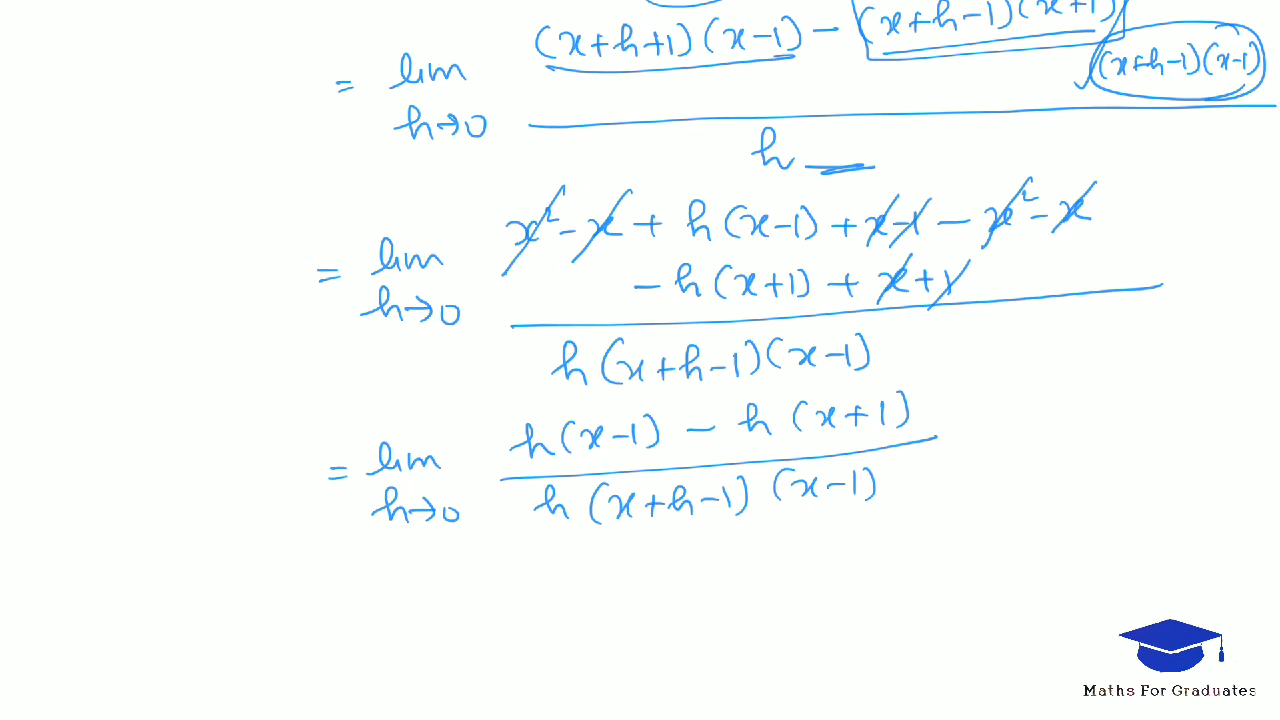 (x+h+1)(x-1) - (x+h-1)(x+1)
(x+h-1)(x-1)
= lim
h→0
h
x² - x + h(x-1) + x - 1 - x² - x
= lim
- h(x+1) + x + 1
h→0
h(x+h-1)(x-1)
h(x-1) - h(x+1)
= lim
h→0
h(x+h-1)(x-1)
Maths For Graduates